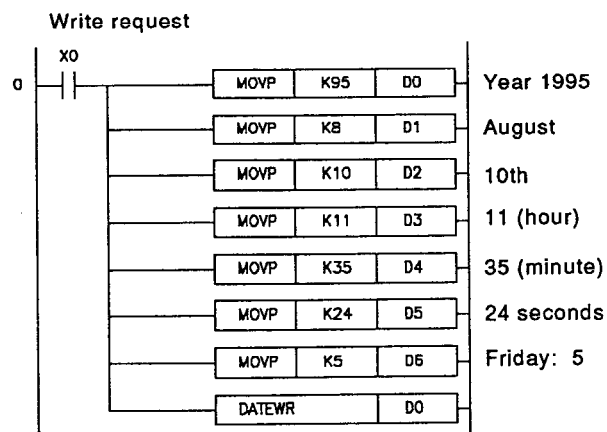 Write request
X0
0 MOVP K95 D0 Year 1995
MOVP K8 D1 August
MOVP K10 D2 10th
MOVP K11 D3 11 (hour)
MOVP K35 D4 35 (minute)
MOVP K24 D5 24 seconds
MOVP K5 D6 Friday: 5
DATEWR D0